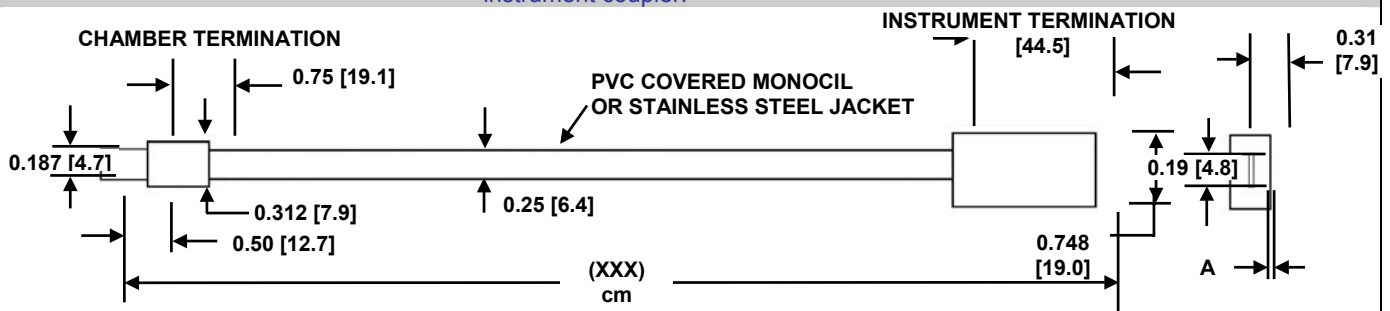 CHAMBER TERMINATION
INSTRUMENT TERMINATION
[44.5]
0.31
[7.9]
0.75 [19.1]
PVC COVERED MONOCIL
OR STAINLESS STEEL JACKET
0.187 [4.7]
0.19 [4.8]
0.312 [7.9]
0.25 [6.4]
0.50 [12.7]
0.748
[19.0]
A
(XXX)
cm